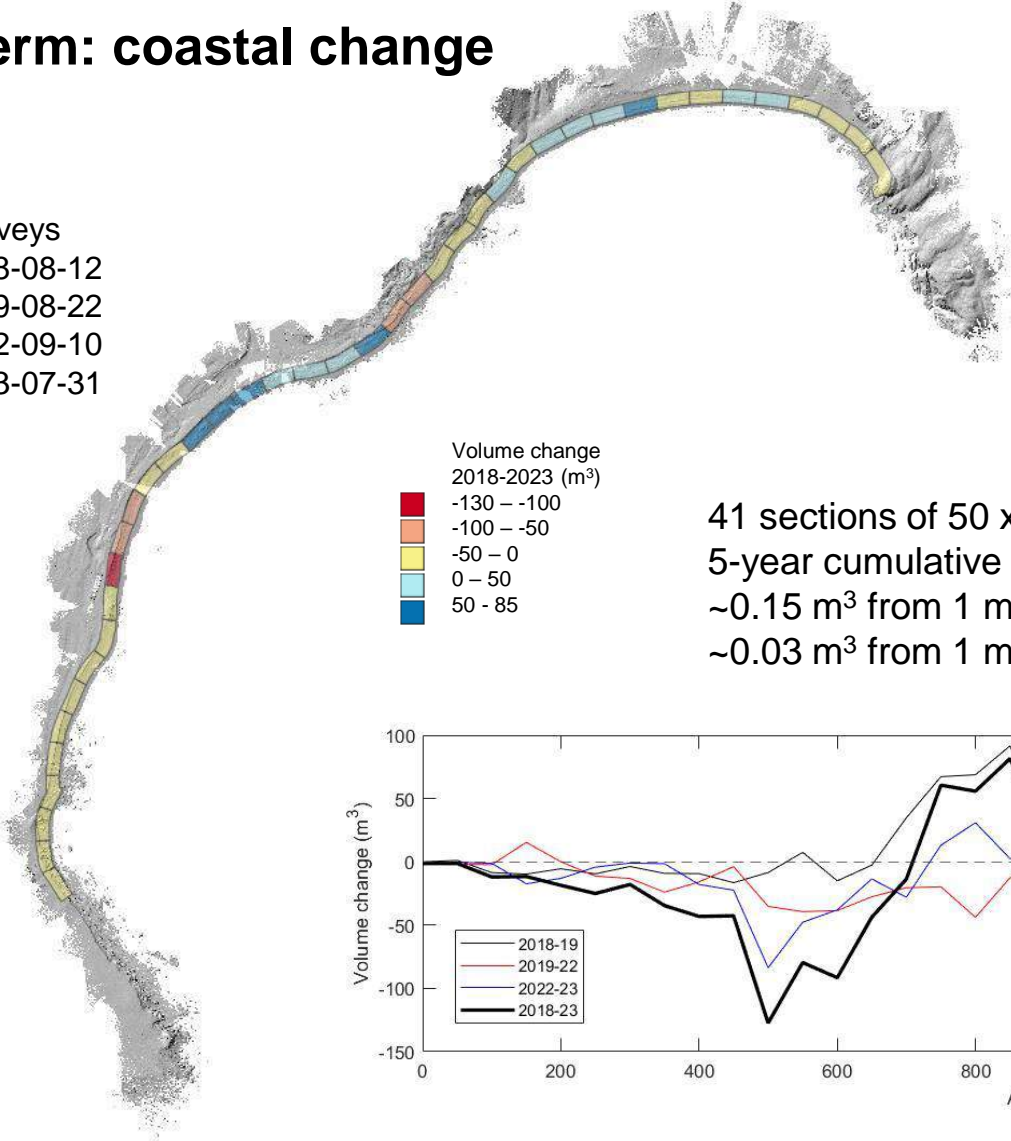 erm: coastal change
veys
3-08-12
9-08-22
2-09-10
3-07-31
Volume change
2018-2023 (m³)
-130 – -100
-100 – -50
-50 – 0
0 – 50
50 - 85
41 sections of 50 x
5-year cumulative
~0.15 m³ from 1 m
~0.03 m³ from 1 m
100
50
0
-50
-100
-150
Volume change (m³)
2018-19
2019-22
2022-23
2018-23
0
200
400
600
800